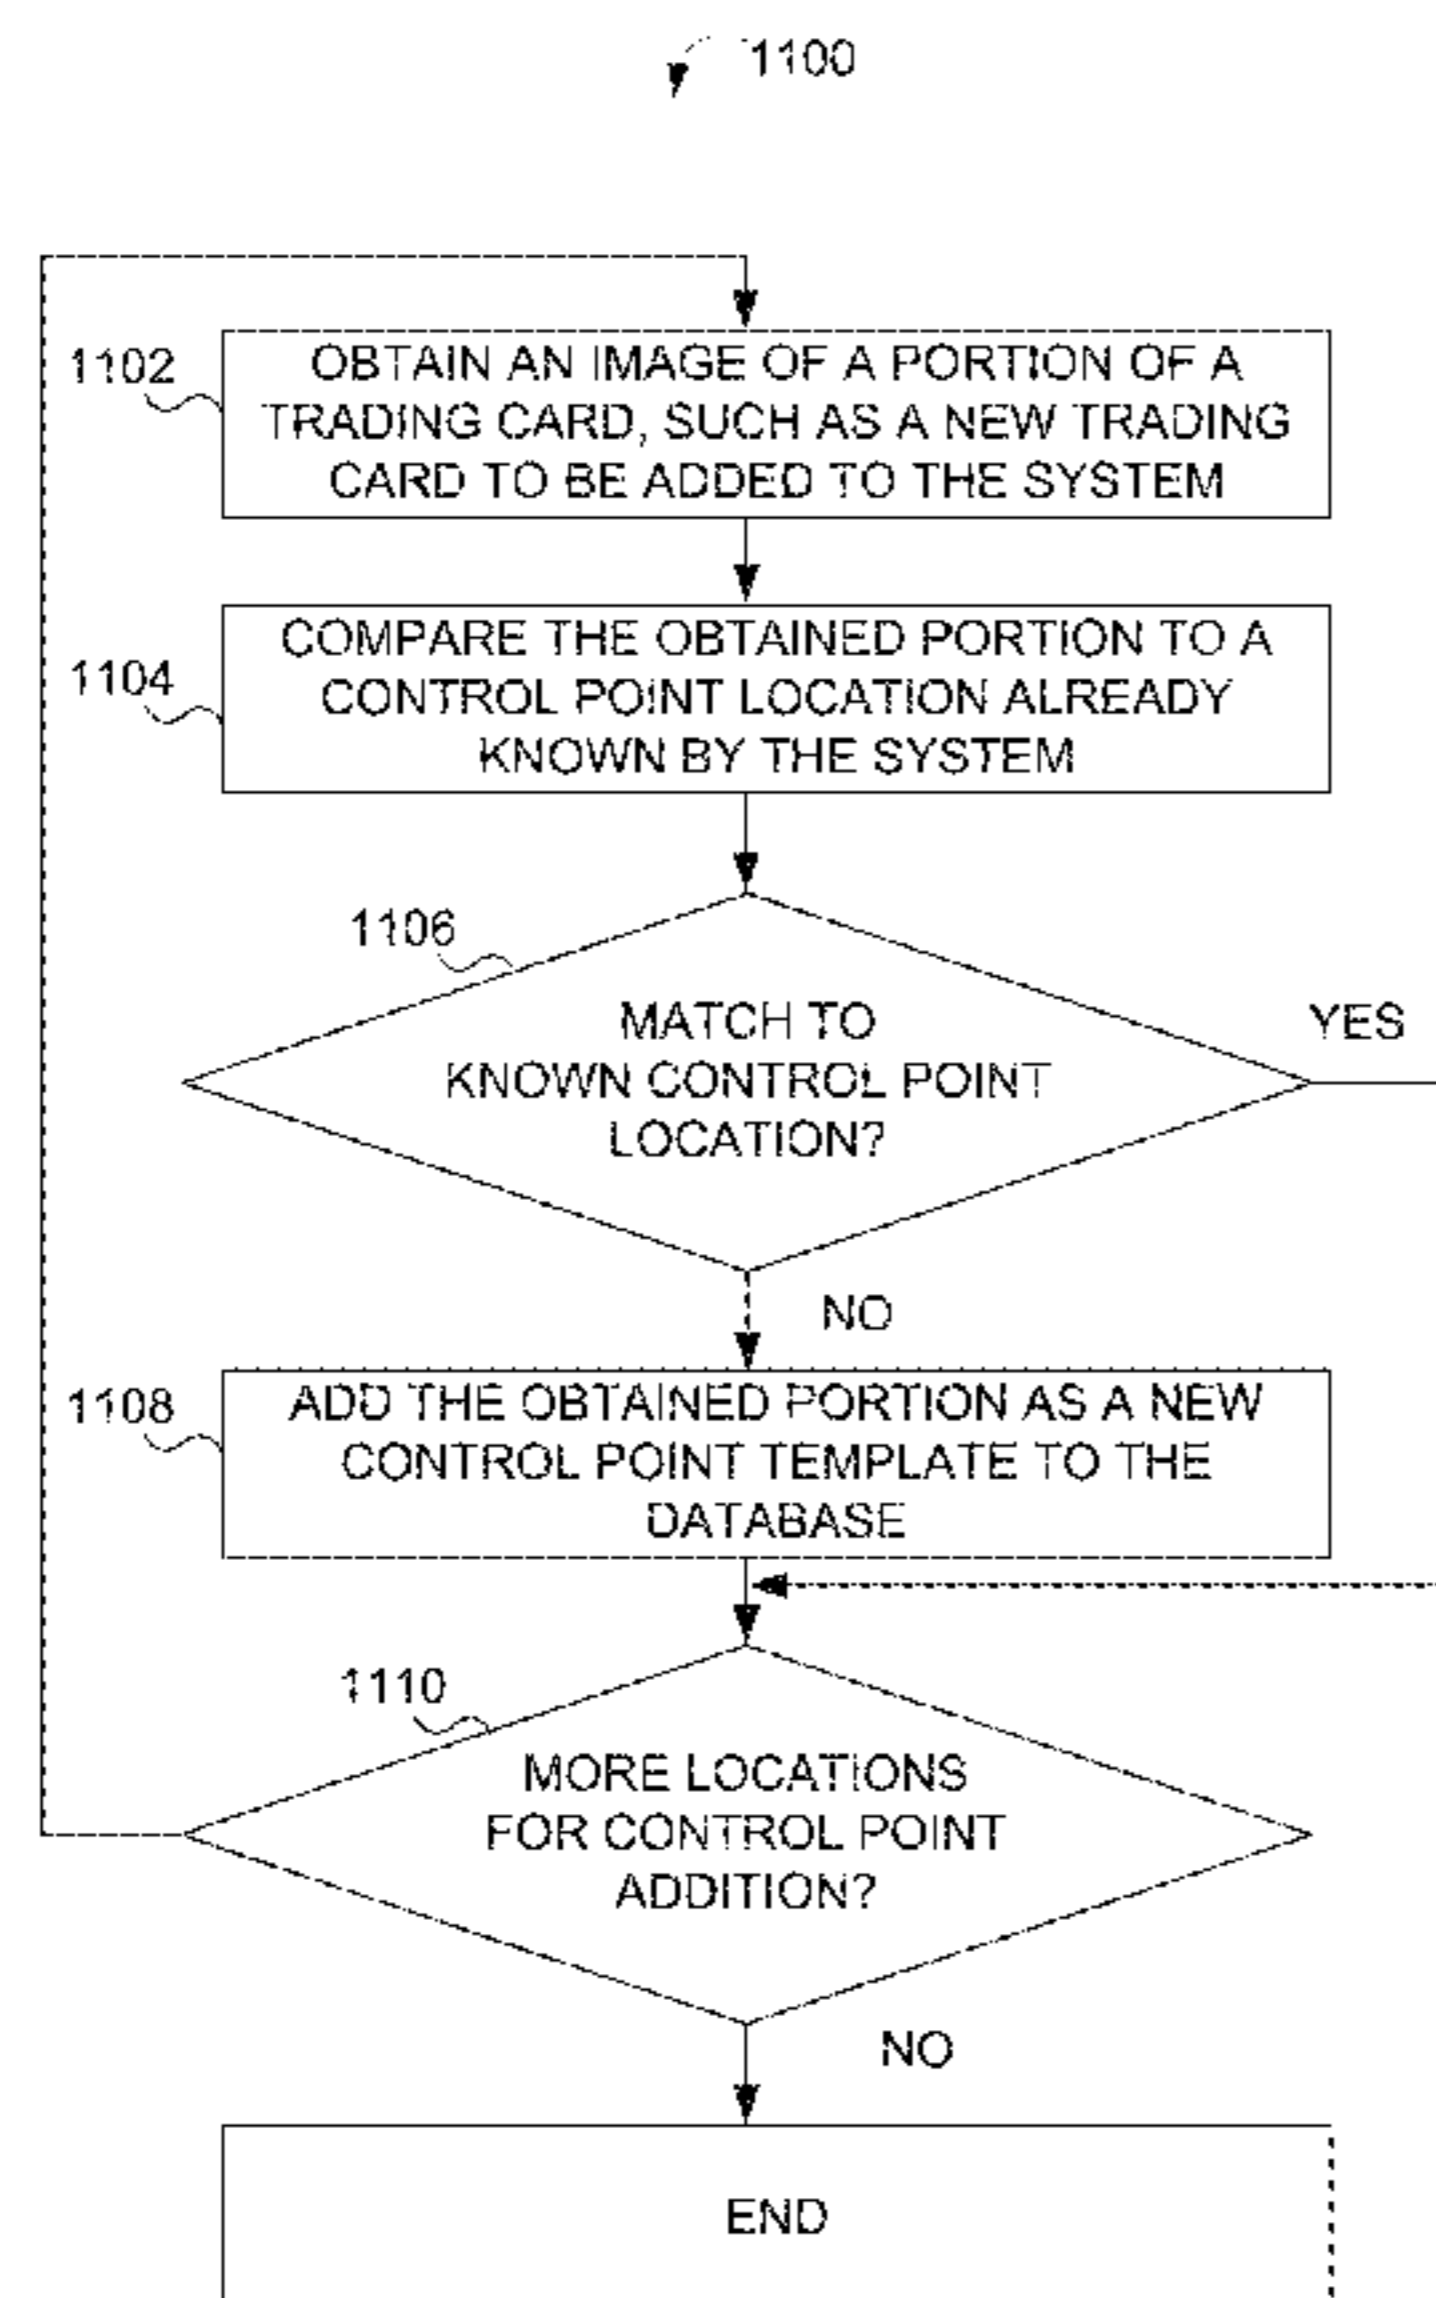 1100
1102
OBTAIN AN IMAGE OF A PORTION OF A
TRADING CARD, SUCH AS A NEW TRADING
CARD TO BE ADDED TO THE SYSTEM
1104
COMPARE THE OBTAINED PORTION TO A
CONTROL POINT LOCATION ALREADY
KNOWN BY THE SYSTEM
1106
MATCH TO
KNOWN CONTROL POINT
LOCATION?
YES
NO
1108
ADD THE OBTAINED PORTION AS A NEW
CONTROL POINT TEMPLATE TO THE
DATABASE
1110
MORE LOCATIONS
FOR CONTROL POINT
ADDITION?
NO
END